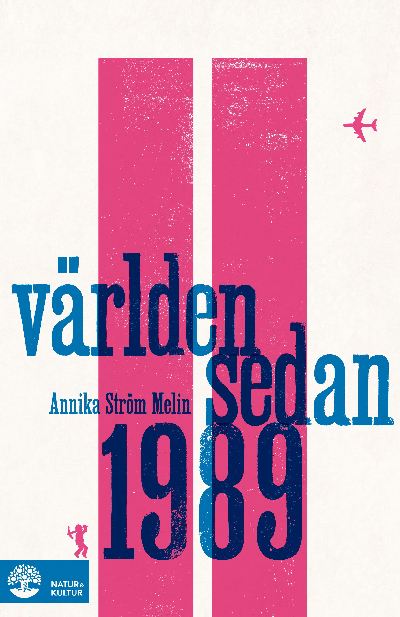 världen
sedan
Annika Ström Melin
1989
NATUR &
KULTUR